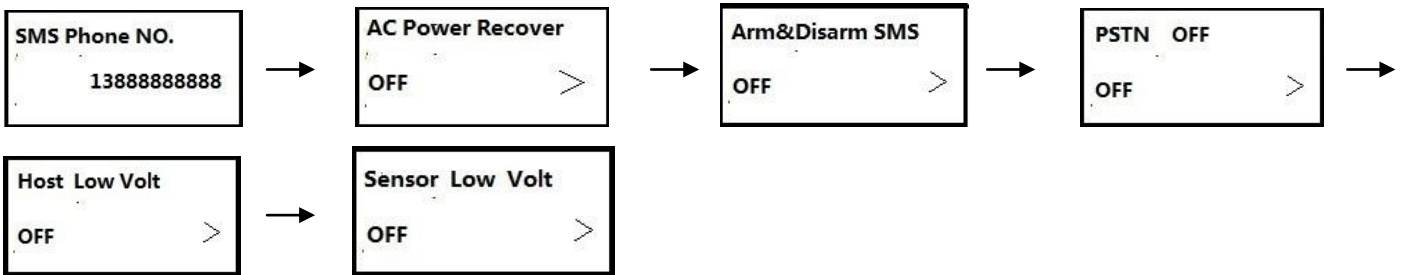 SMS Phone NO.
13888888888
AC Power Recover
OFF >
Arm&Disarm SMS
OFF >
PSTN OFF
OFF >
Host Low Volt
OFF >
Sensor Low Volt
OFF >